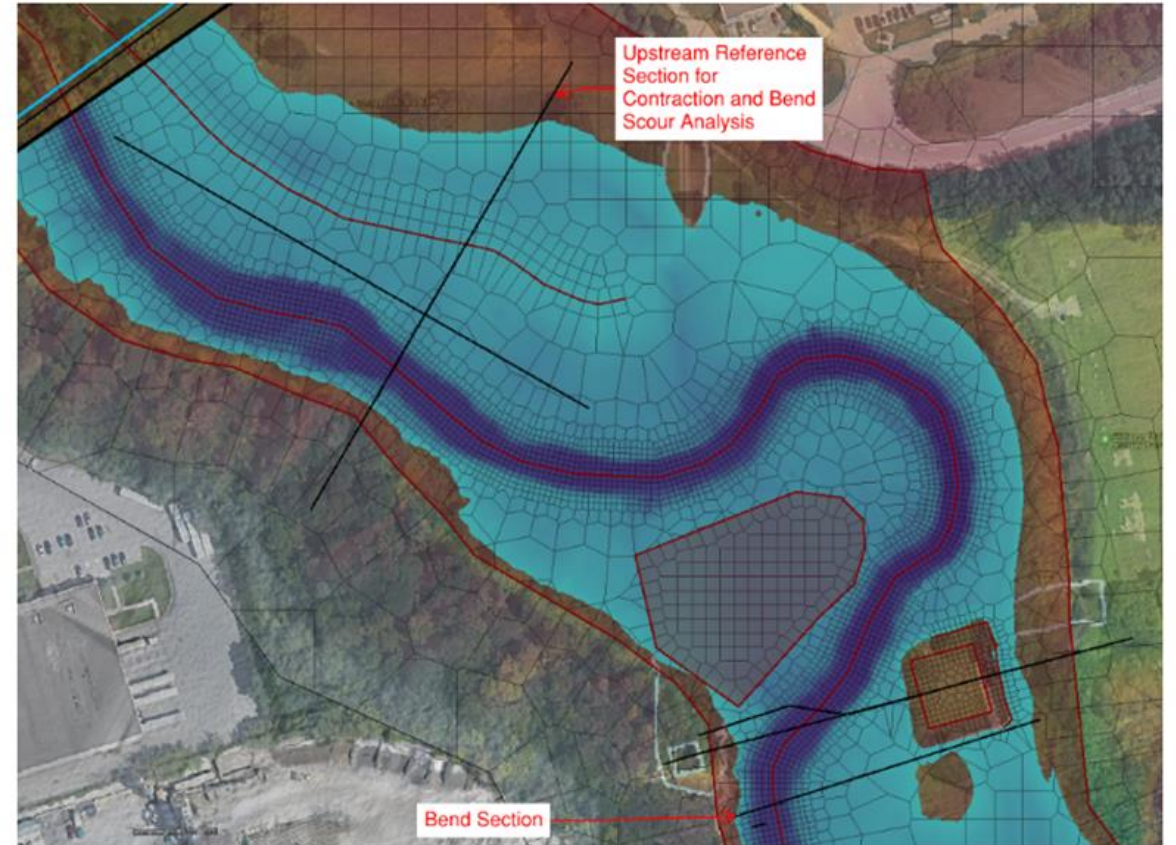 Upstream Reference
Section for
Contraction and Bend
Scour Analysis
Bend Section